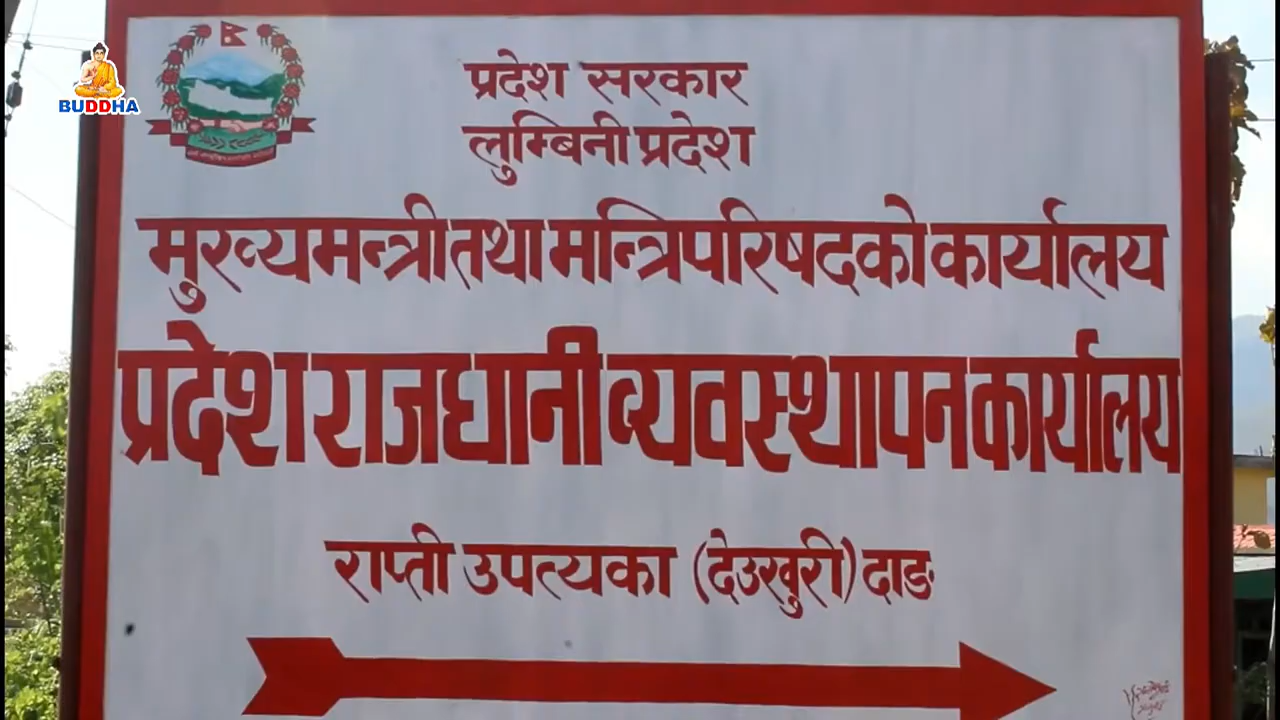 BUDDHA
प्रदेश सरकार
लुम्बिनी प्रदेश
मुख्यमन्त्री तथा मन्त्रिपरिषदको कार्यालय
प्रदेश राजधानी व्यवस्थापन कार्यालय
राप्ती उपत्यका (देउखुरी) दाङ